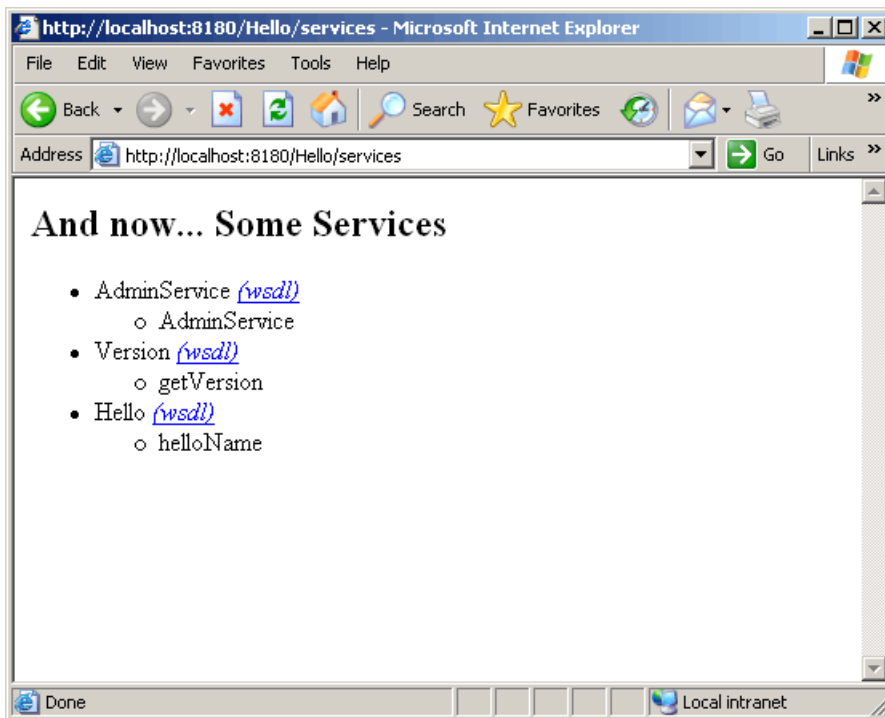 http://localhost:8180/Hello/services - Microsoft Internet Explorer
File Edit View Favorites Tools Help
Back Search Favorites »
Address http://localhost:8180/Hello/services Go Links »
And now... Some Services
• AdminService (wsdl)
o AdminService
• Version (wsdl)
o getVersion
• Hello (wsdl)
o helloName
Done Local intranet